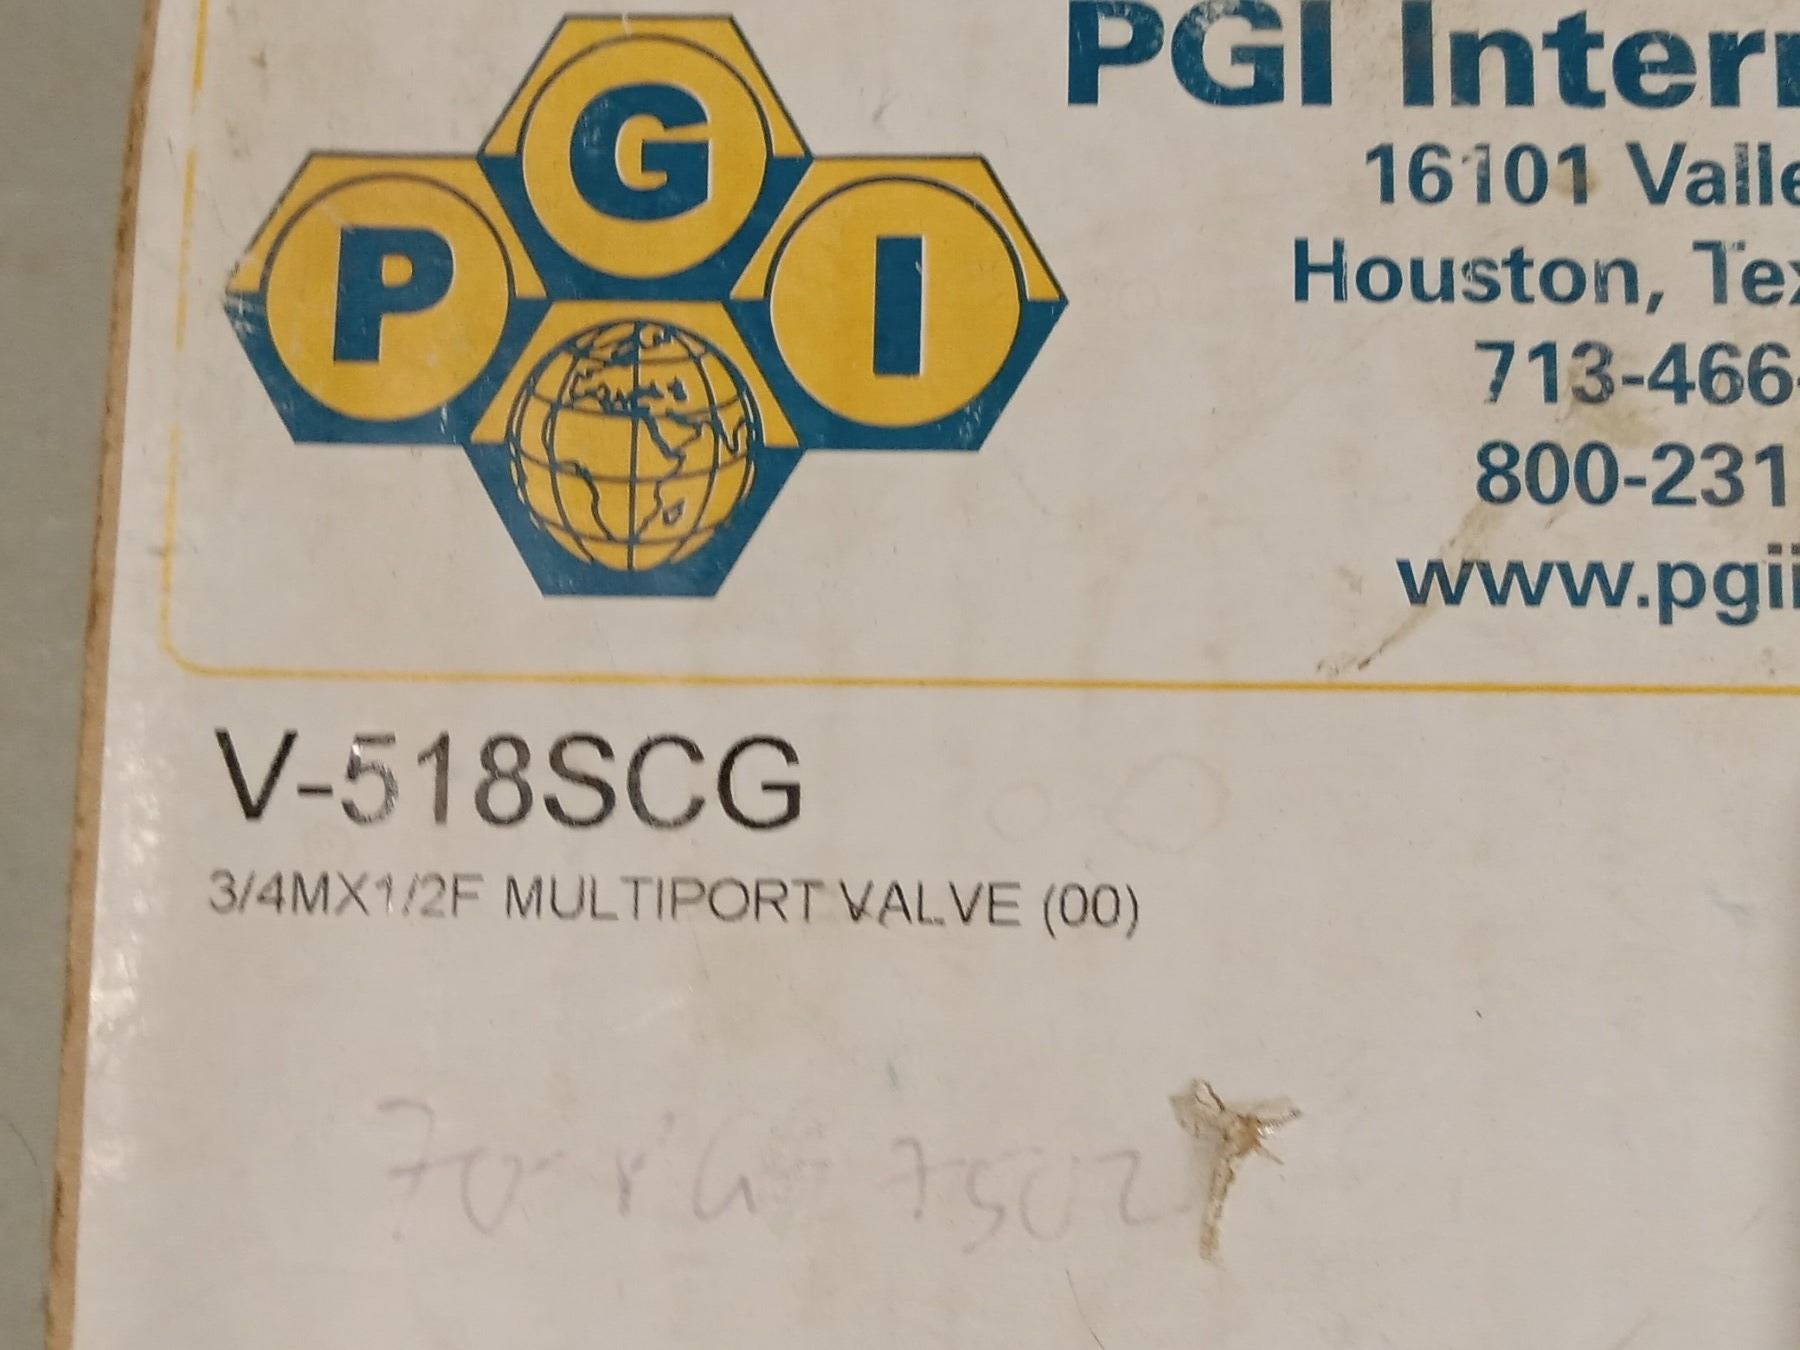 PGI
PGI Intern
16101 Valle
Houston, Tex
713-466-
800-231
www.pgii
V-518SCG
3/4MX1/2F MULTIPORT VALVE (00)